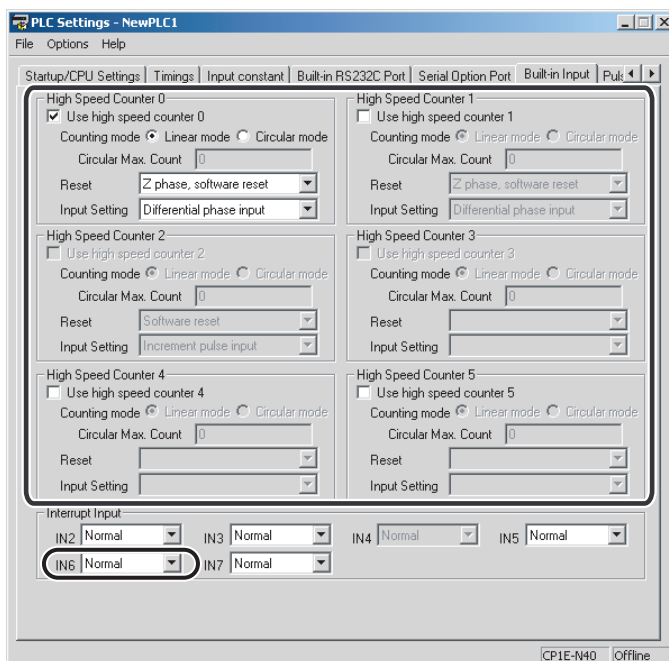 PLC Settings - NewPLC1
File Options Help
Startup/CPU Settings Timings Input constant Built-in RS232C Port Serial Option Port Built-in Input
High Speed Counter 0
Use high speed counter 0
Counting mode Linear mode Circular mode
Circular Max. Count 0
Reset Z phase, software reset
Input Setting Differential phase input
High Speed Counter 1
Use high speed counter 1
Counting mode Linear mode Circular mode
Circular Max. Count 0
Reset Z phase, software reset
Input Setting Differential phase input
High Speed Counter 2
Use high speed counter 2
Counting mode Linear mode Circular mode
Circular Max. Count 0
Reset Software reset
Input Setting Increment pulse input
High Speed Counter 3
Use high speed counter 3
Counting mode Linear mode Circular mode
Circular Max. Count 0
Reset
Input Setting
High Speed Counter 4
Use high speed counter 4
Counting mode Linear mode Circular mode
Circular Max. Count 0
Reset
Input Setting
High Speed Counter 5
Use high speed counter 5
Counting mode Linear mode Circular mode
Circular Max. Count 0
Reset
Input Setting
Interrupt Input
IN2 Normal IN3 Normal IN4 Normal IN5 Normal
IN6 Normal IN7 Normal
CP1E-N40 Offline